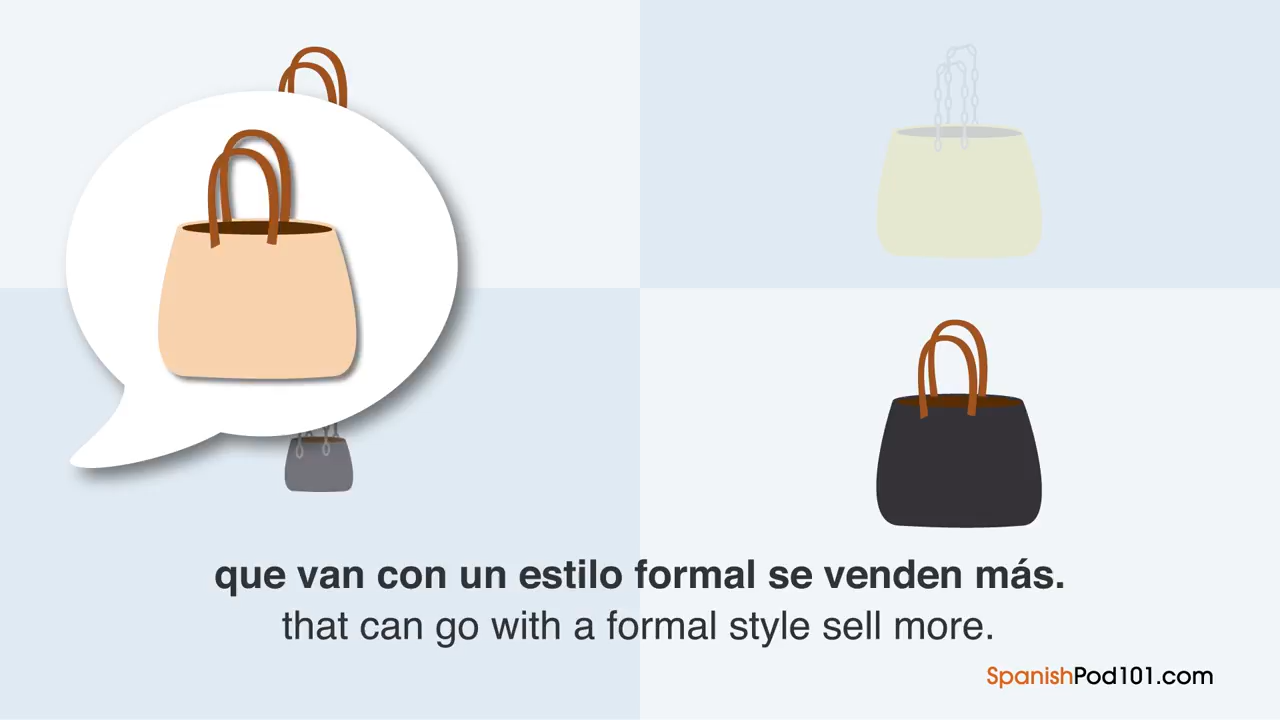 que van con un estilo formal se venden más.
that can go with a formal style sell more.
SpanishPod101.com